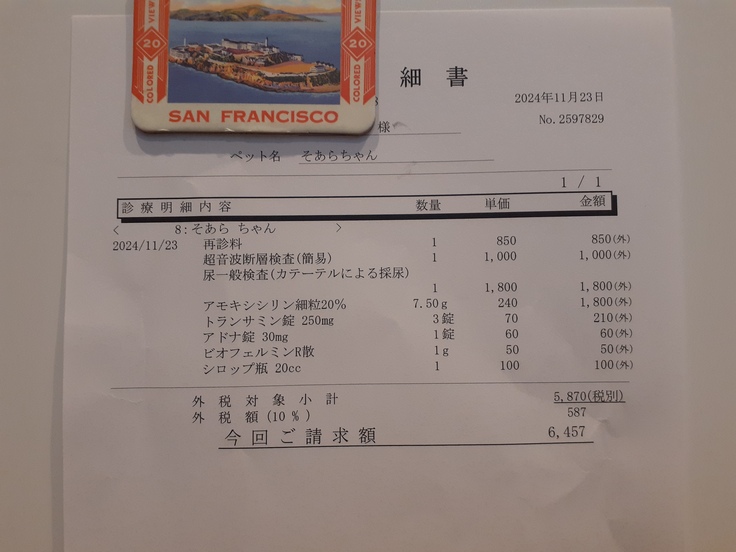 COLORED VIEWS
20
20
COLORED VIEWS
SAN FRANCISCO
細書
2024年11月23日
No.2597829
様
ペット名 そあらちゃん
1 / 1
診療明細内容 数量 単価 金額
< 8:そあら ちゃん >
2024/11/23 再診料 1 850 850(外)
超音波断層検査(簡易) 1 1,000 1,000(外)
尿一般検査(カテーテルによる採尿)
1 1,800 1,800(外)
アモキシシリン細粒20% 7.50g 240 1,800(外)
トランサミン錠 250mg 3錠 70 210(外)
アドナ錠 30mg 1錠 60 60(外)
ビオフェルミンR散 1g 50 50(外)
シロップ瓶 20cc 1 100 100(外)
外税対象小計 5,870(税別)
外税額(10%) 587
今回ご請求額 6,457